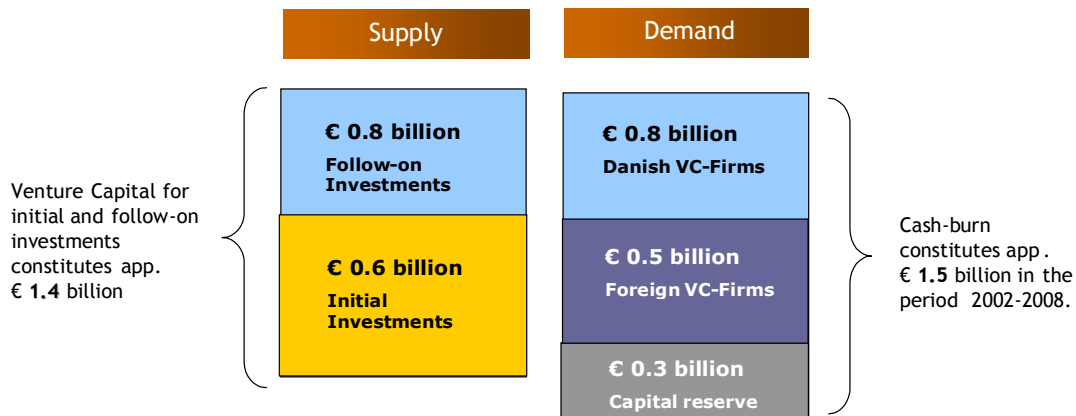 Supply
Demand
€ 0.8 billion
Follow-on
Investments
€ 0.6 billion
Initial
Investments
€ 0.8 billion
Danish VC-Firms
€ 0.5 billion
Foreign VC-Firms
€ 0.3 billion
Capital reserve
Venture Capital for
initial and follow-on
investments
constitutes app.
€ 1.4 billion
Cash-burn
constitutes app.
€ 1.5 billion in the
period 2002-2008.